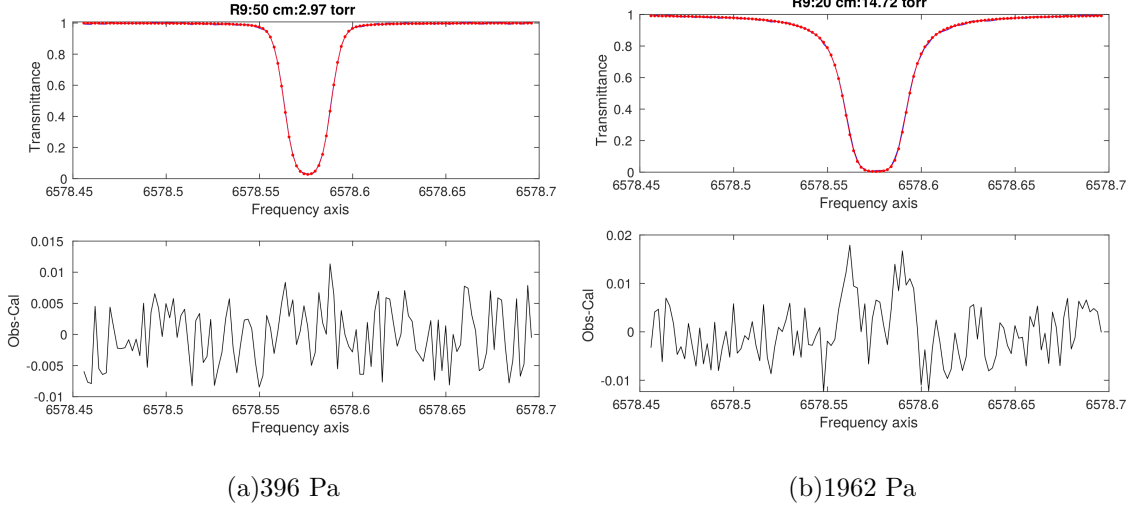 R9:50 cm:2.97 torr
1
0.8
0.6
0.4
0.2
0
Transmittance
6578.45 6578.5 6578.55 6578.6 6578.65 6578.7
Frequency axis
0.015
0.01
0.005
0
-0.005
-0.01
Obs-Cal
6578.45 6578.5 6578.55 6578.6 6578.65 6578.7
Frequency axis
(a)396 Pa
R9:20 cm:14.72 torr
1
0.8
0.6
0.4
0.2
0
Transmittance
6578.45 6578.5 6578.55 6578.6 6578.65 6578.7
Frequency axis
0.02
0.01
0
-0.01
Obs-Cal
6578.45 6578.5 6578.55 6578.6 6578.65 6578.7
Frequency axis
(b)1962 Pa